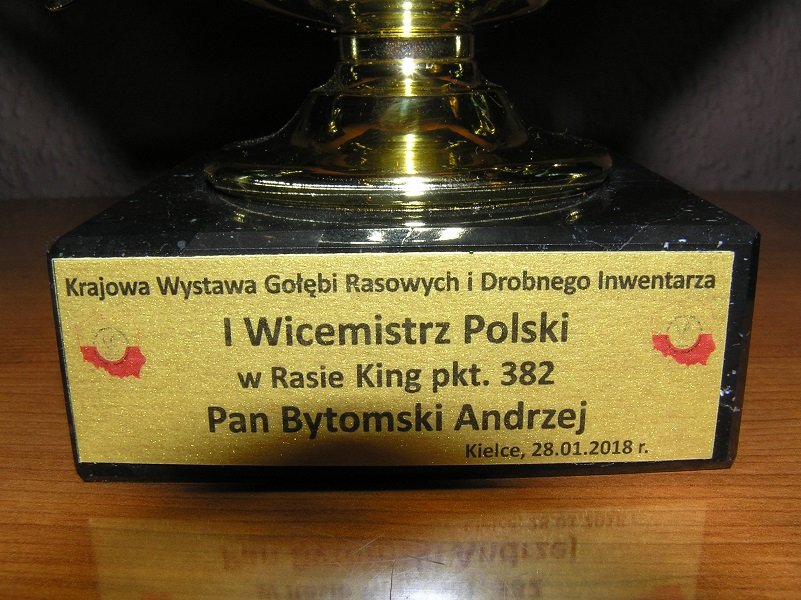 Krajowa Wystawa Gołębi Rasowych i Drobnego Inwentarza
I Wicemistrz Polski
w Rasie King pkt. 382
Pan Bytomski Andrzej
Kielce, 28.01.2018 r.